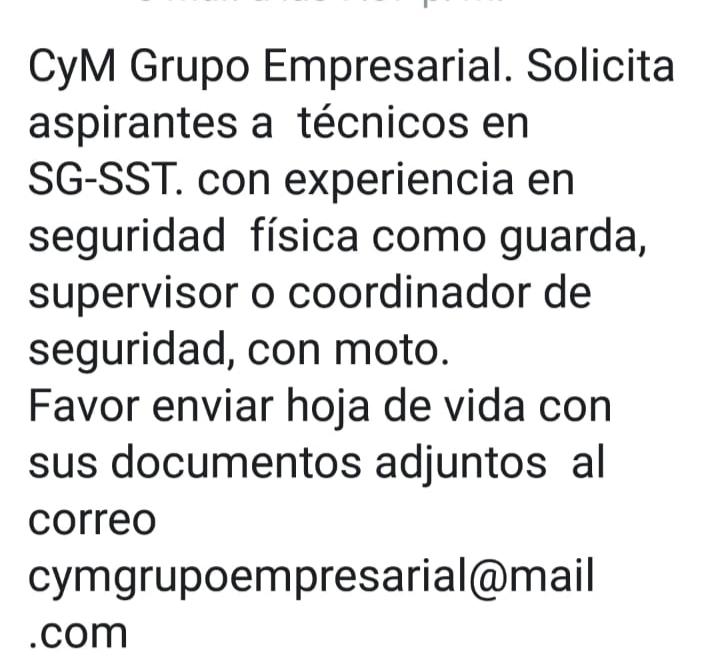 CyM Grupo Empresarial. Solicita
aspirantes a  técnicos en
SG-SST. con experiencia en
seguridad  física como guarda,
supervisor o coordinador de
seguridad, con moto.
Favor enviar hoja de vida con
sus documentos adjuntos  al
correo
cymgrupoempresarial@mail
.com